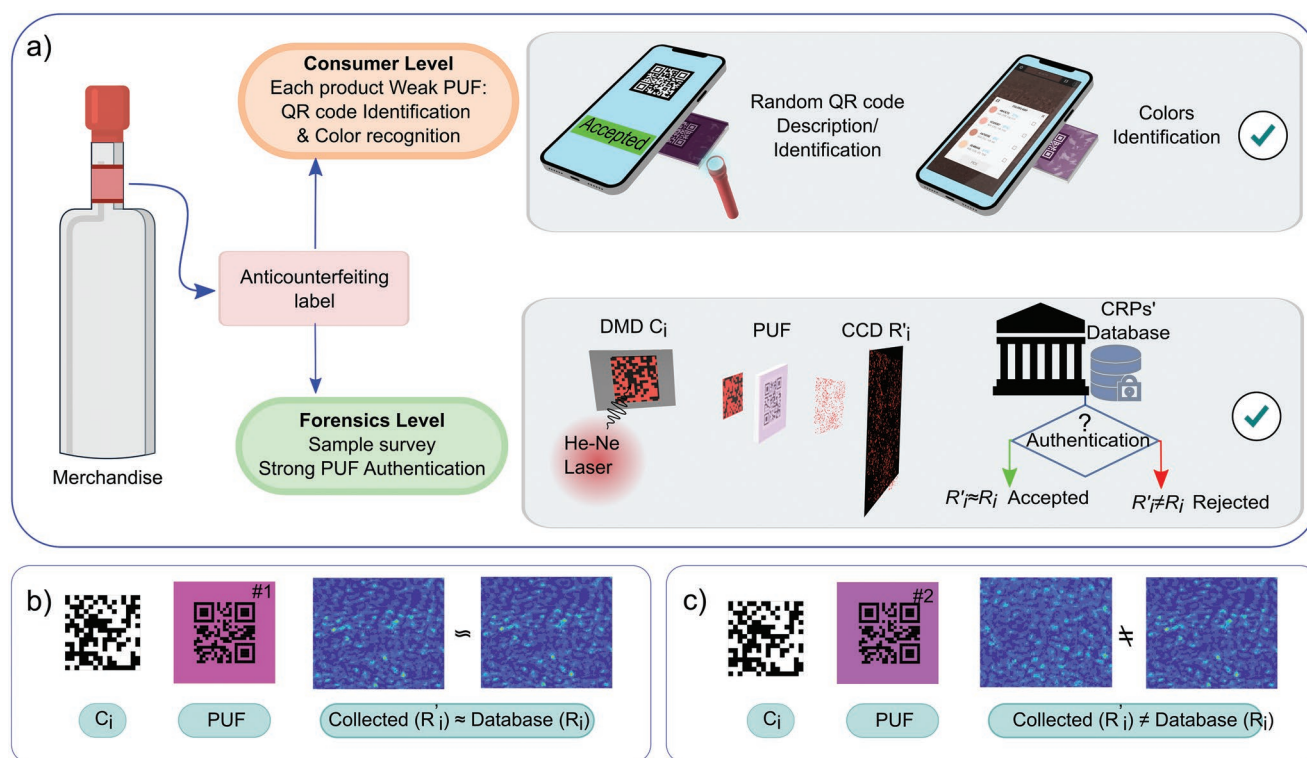 a)
Merchandise
Anticounterfeiting
label
Consumer Level
Each product Weak PUF:
QR code Identification
& Color recognition
Accepted
Random QR code
Description/
Identification
Colors
Identification
Forensics Level
Sample survey
Strong PUF Authentication
DMD Ci
He-Ne
Laser
PUF
CCD R'i
CRPs'
Database
?
Authentication
R'i≈Ri Accepted
R'i≠Ri Rejected
b)
#1
≈
Ci
PUF
Collected (R'i) ≈ Database (Ri)
c)
#2
≠
Ci
PUF
Collected (R'i) ≠ Database (Ri)